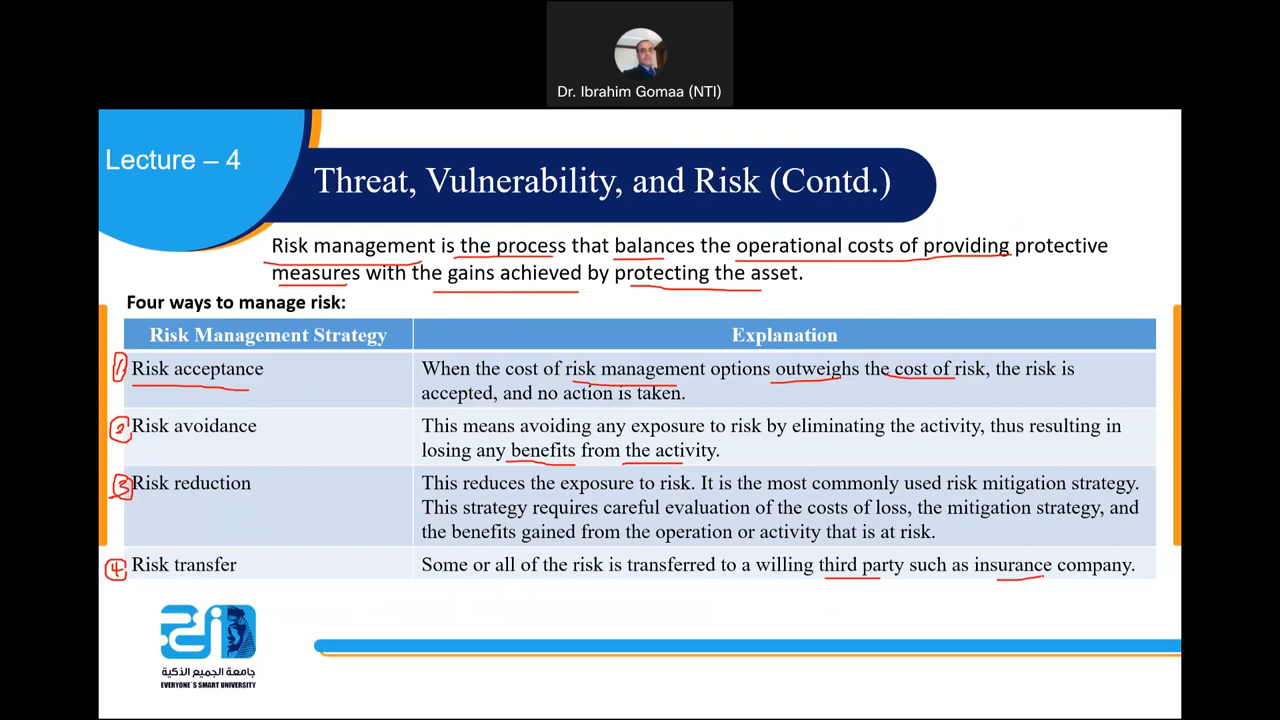 Dr. Ibrahim Gomaa (NTI)
Lecture – 4
Threat, Vulnerability, and Risk (Contd.)
Risk management is the process that balances the operational costs of providing protective
measures with the gains achieved by protecting the asset.
Four ways to manage risk:
Risk Management Strategy Explanation
1 Risk acceptance When the cost of risk management options outweighs the cost of risk, the risk is
accepted, and no action is taken.
2 Risk avoidance This means avoiding any exposure to risk by eliminating the activity, thus resulting in
losing any benefits from the activity.
3 Risk reduction This reduces the exposure to risk. It is the most commonly used risk mitigation strategy.
This strategy requires careful evaluation of the costs of loss, the mitigation strategy, and
the benefits gained from the operation or activity that is at risk.
4 Risk transfer Some or all of the risk is transferred to a willing third party such as insurance company.
جامعة الجميع الذكية
EVERYONE`S SMART UNIVERSITY